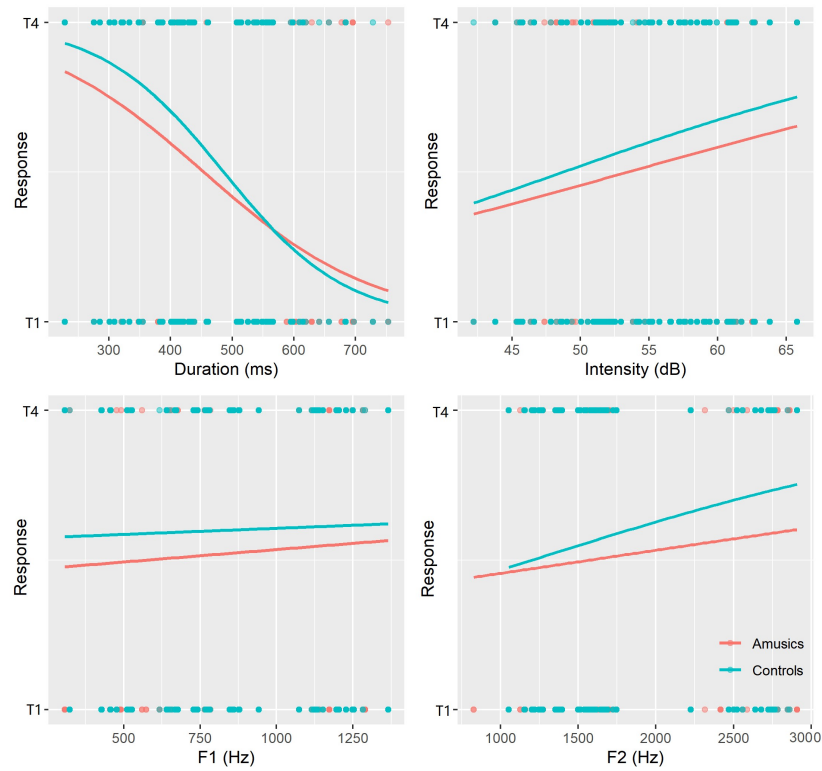 T4
Response
T1
300 400 500 600 700
Duration (ms)
T4
Response
T1
45 50 55 60 65
Intensity (dB)
T4
Response
T1
500 750 1000 1250
F1 (Hz)
T4
Response
Amusics
Controls
T1
1000 1500 2000 2500 3000
F2 (Hz)